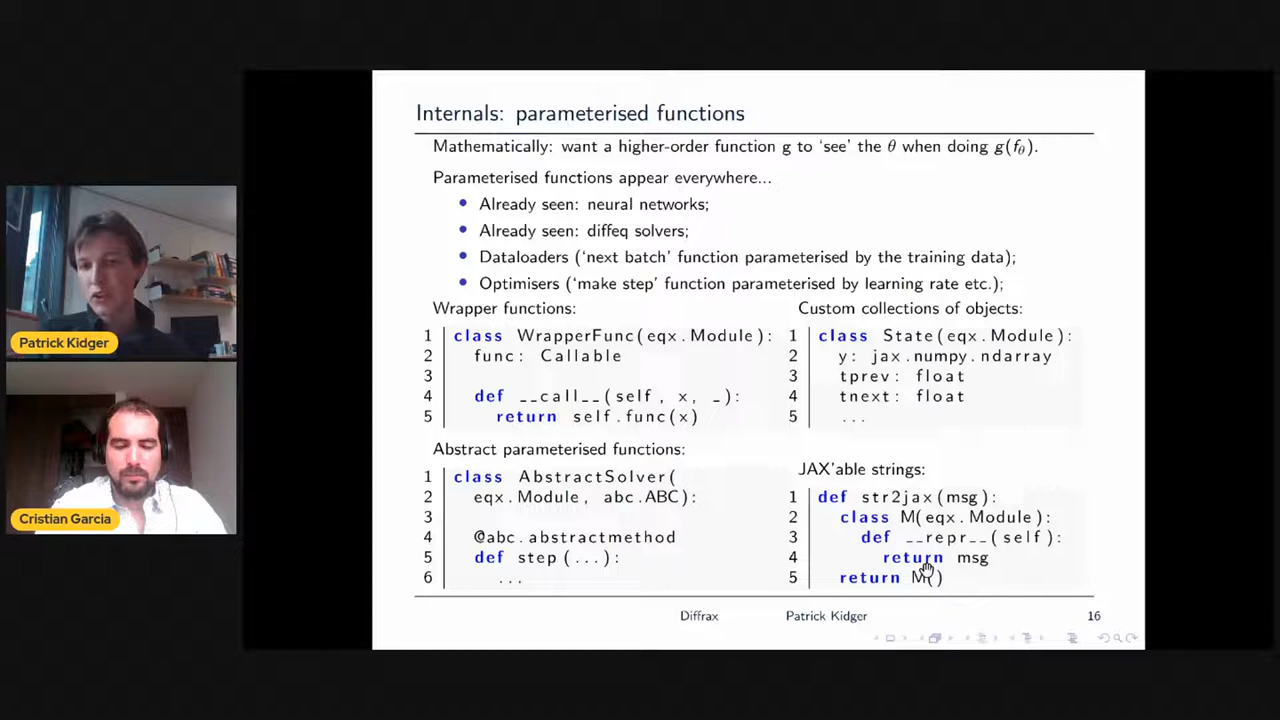 Internals: parameterised functions
Mathematically: want a higher-order function g to 'see' the θ when doing g(fθ).
Parameterised functions appear everywhere...
Already seen: neural networks;
Already seen: diffeq solvers;
Dataloaders ('next batch' function parameterised by the training data);
Optimisers ('make step' function parameterised by learning rate etc.);
Wrapper functions:
1 class WrapperFunc(eqx.Module):
2 func: Callable
3
4 def __call__(self, x, _):
5 return self.func(x)
Custom collections of objects:
1 class State(eqx.Module):
2 y: jax.numpy.ndarray
3 tprev: float
4 tnext: float
5 ...
Abstract parameterised functions:
1 class AbstractSolver(
2 eqx.Module, abc.ABC):
3
4 @abc.abstractmethod
5 def step(...):
6 ...
JAX'able strings:
1 def str2jax(msg):
2 class M(eqx.Module):
3 def __repr__(self):
4 return msg
5 return M()
Diffrax Patrick Kidger 16
Patrick Kidger
Cristian Garcia